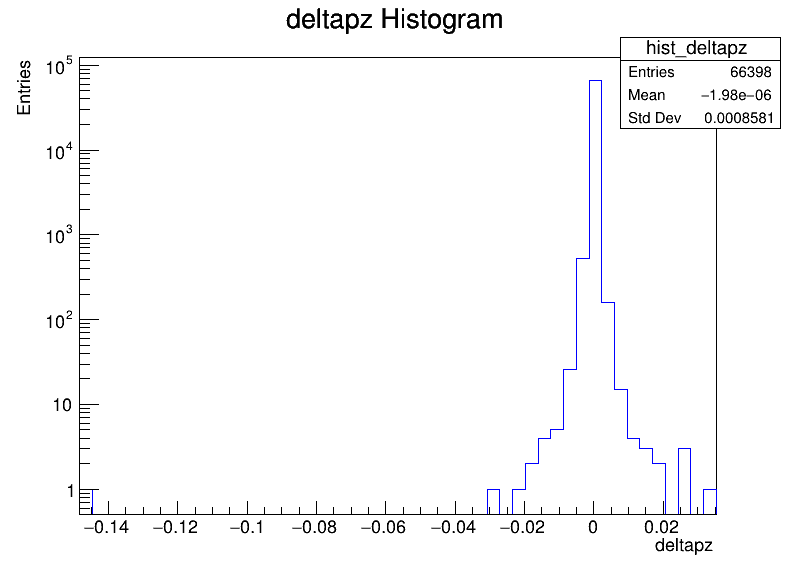 deltapz Histogram
hist_deltapz
Entries 66398
Mean −1.98e−06
Std Dev 0.0008581
Entries
10^5
10^4
10^3
10^2
10
1
−0.14 −0.12 −0.1 −0.08 −0.06 −0.04 −0.02 0 0.02
deltapz